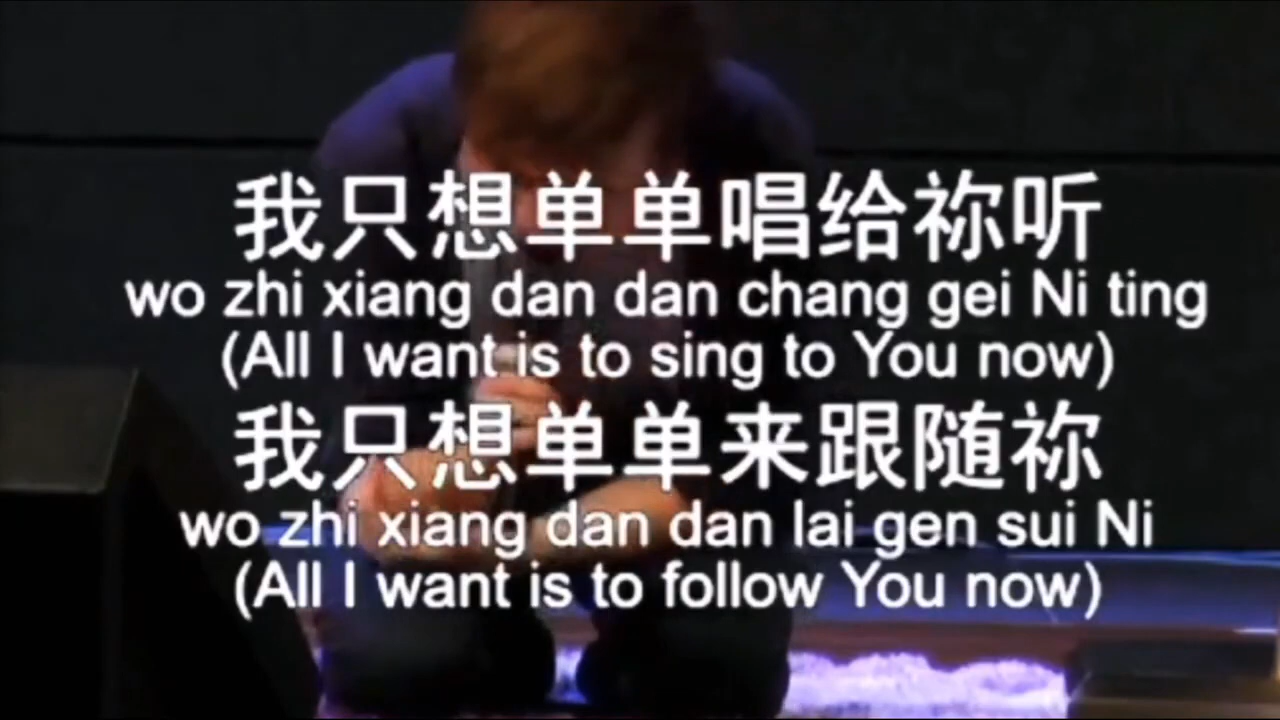 我只想单单唱给祢听
wo zhi xiang dan dan chang gei Ni ting
(All I want is to sing to You now)
我只想单单来跟随祢
wo zhi xiang dan dan lai gen sui Ni
(All I want is to follow You now)